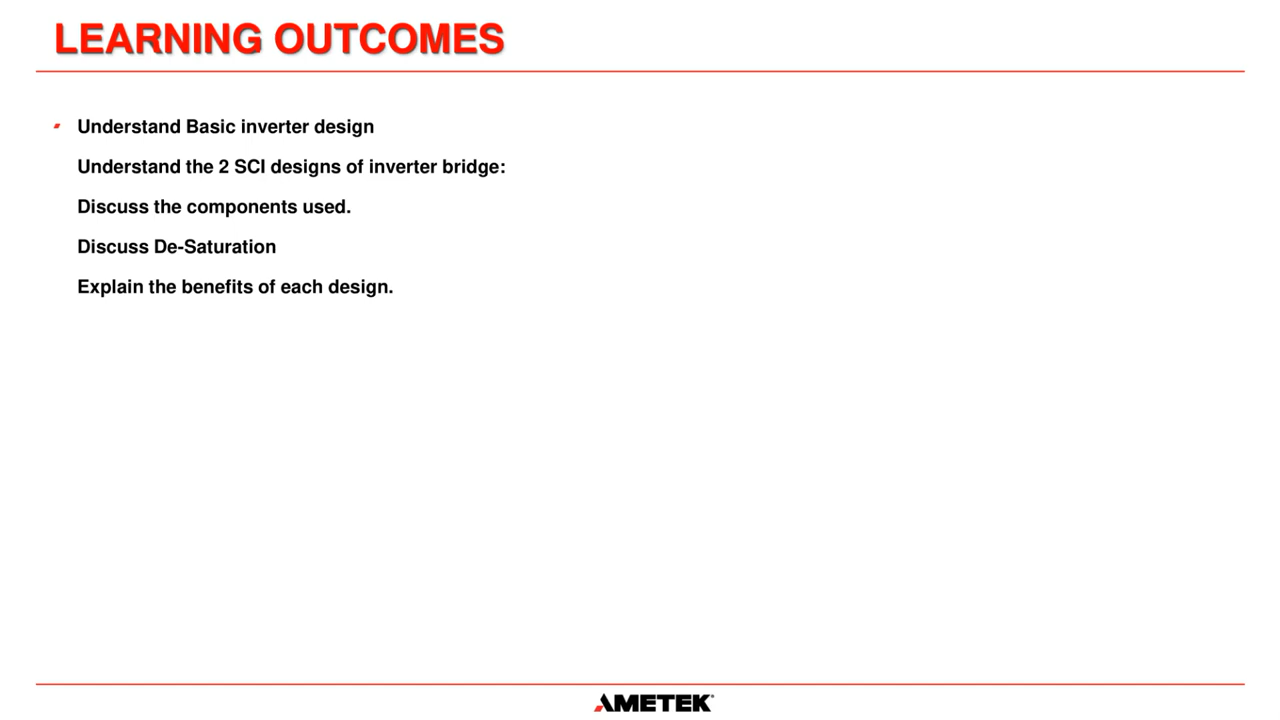 LEARNING OUTCOMES
Understand Basic inverter design
Understand the 2 SCI designs of inverter bridge:
Discuss the components used.
Discuss De-Saturation
Explain the benefits of each design.
AMETEK®